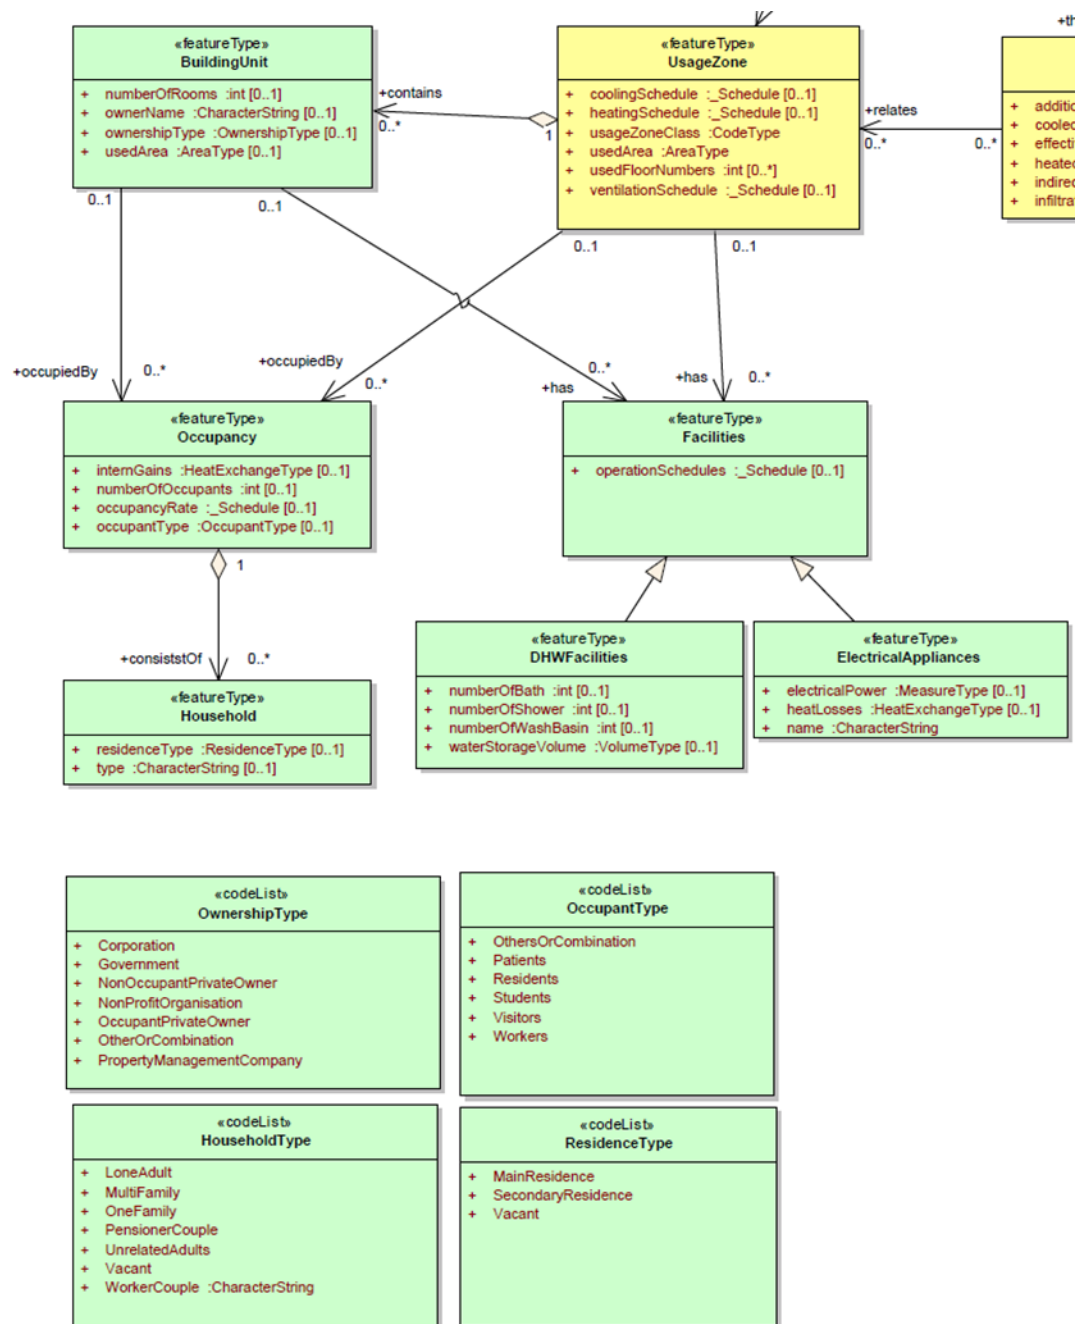 +th
«featureType»
BuildingUnit
+ numberOfRooms :int [0..1]
+ ownerName :CharacterString [0..1]
+ ownershipType :OwnershipType [0..1]
+ usedArea :AreaType [0..1]
+contains
0..*
1
«featureType»
UsageZone
+ coolingSchedule :_Schedule [0..1]
+ heatingSchedule :_Schedule [0..1]
+ usageZoneClass :CodeType
+ usedArea :AreaType
+ usedFloorNumbers :int [0..*]
+ ventilationSchedule :_Schedule [0..1]
+relates
0..*
0..*
+ additio
+ cooled
+ effecti
+ heated
+ indirec
+ infiltra
0..1
0..1
0..1
0..1
+occupiedBy
0..*
+occupiedBy
0..*
0..*
+has
+has
0..*
«featureType»
Occupancy
+ internGains :HeatExchangeType [0..1]
+ numberOfOccupants :int [0..1]
+ occupancyRate :_Schedule [0..1]
+ occupantType :OccupantType [0..1]
«featureType»
Facilities
+ operationSchedules :_Schedule [0..1]
1
+consiststOf
0..*
«featureType»
Household
+ residenceType :ResidenceType [0..1]
+ type :CharacterString [0..1]
«featureType»
DHWFacilities
+ numberOfBath :int [0..1]
+ numberOfShower :int [0..1]
+ numberOfWashBasin :int [0..1]
+ waterStorageVolume :VolumeType [0..1]
«featureType»
ElectricalAppliances
+ electricalPower :MeasureType [0..1]
+ heatLosses :HeatExchangeType [0..1]
+ name :CharacterString
«codeList»
OwnershipType
+ Corporation
+ Government
+ NonOccupantPrivateOwner
+ NonProfitOrganisation
+ OccupantPrivateOwner
+ OtherOrCombination
+ PropertyManagementCompany
«codeList»
OccupantType
+ OthersOrCombination
+ Patients
+ Residents
+ Students
+ Visitors
+ Workers
«codeList»
HouseholdType
+ LoneAdult
+ MultiFamily
+ OneFamily
+ PensionerCouple
+ UnrelatedAdults
+ Vacant
+ WorkerCouple :CharacterString
«codeList»
ResidenceType
+ MainResidence
+ SecondaryResidence
+ Vacant